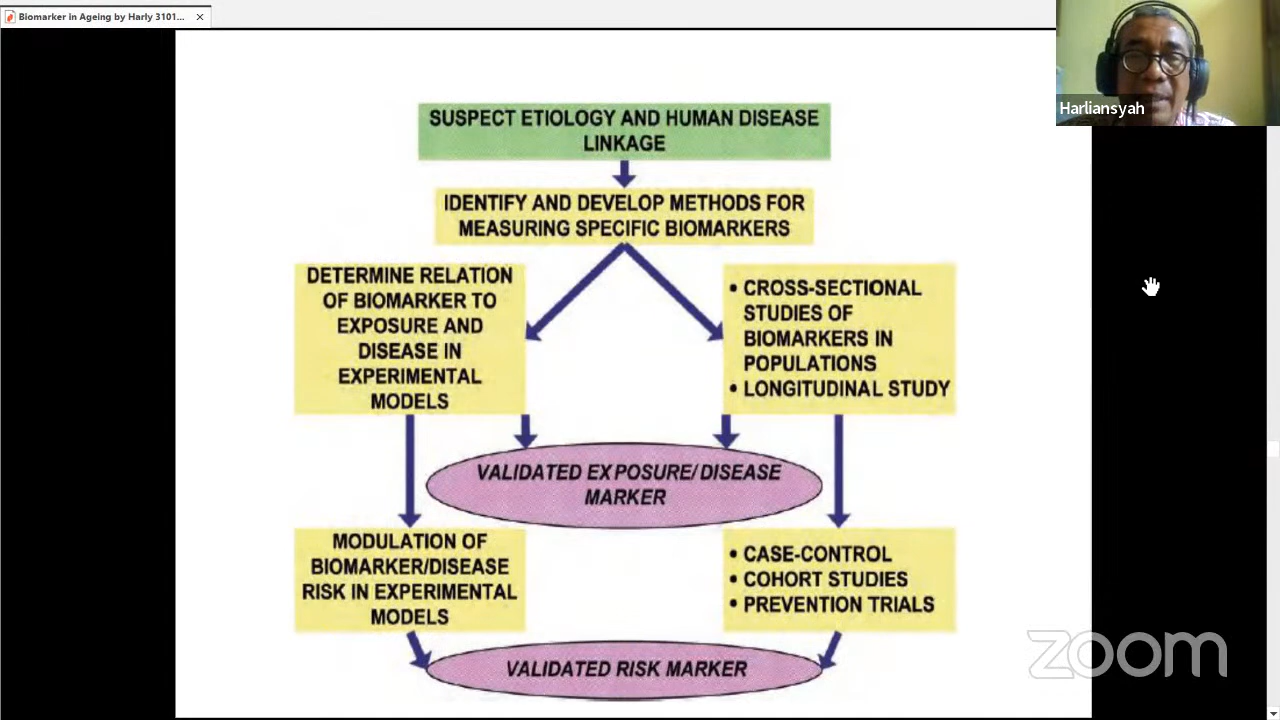 Biomarker in Ageing by Harly 3101...
Harliansyah
SUSPECT ETIOLOGY AND HUMAN DISEASE
LINKAGE
IDENTIFY AND DEVELOP METHODS FOR
MEASURING SPECIFIC BIOMARKERS
DETERMINE RELATION
OF BIOMARKER TO
EXPOSURE AND
DISEASE IN
EXPERIMENTAL
MODELS
• CROSS-SECTIONAL
STUDIES OF
BIOMARKERS IN
POPULATIONS
• LONGITUDINAL STUDY
VALIDATED EXPOSURE/DISEASE
MARKER
MODULATION OF
BIOMARKER/DISEASE
RISK IN EXPERIMENTAL
MODELS
• CASE-CONTROL
• COHORT STUDIES
• PREVENTION TRIALS
VALIDATED RISK MARKER
zoom